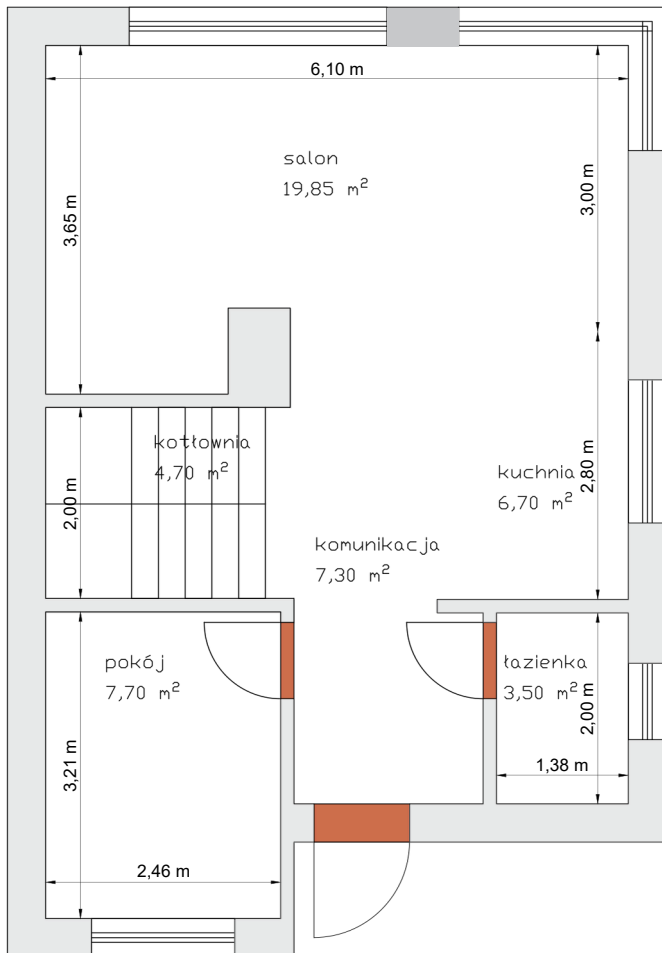 6,10 m
salon
19,85 m²
3,65 m
3,00 m
kotłownia
4,70 m²
2,00 m
kuchnia
6,70 m²
2,80 m
komunikacja
7,30 m²
pokój
7,70 m²
łazienka
3,50 m²
2,00 m
3,21 m
1,38 m
2,46 m